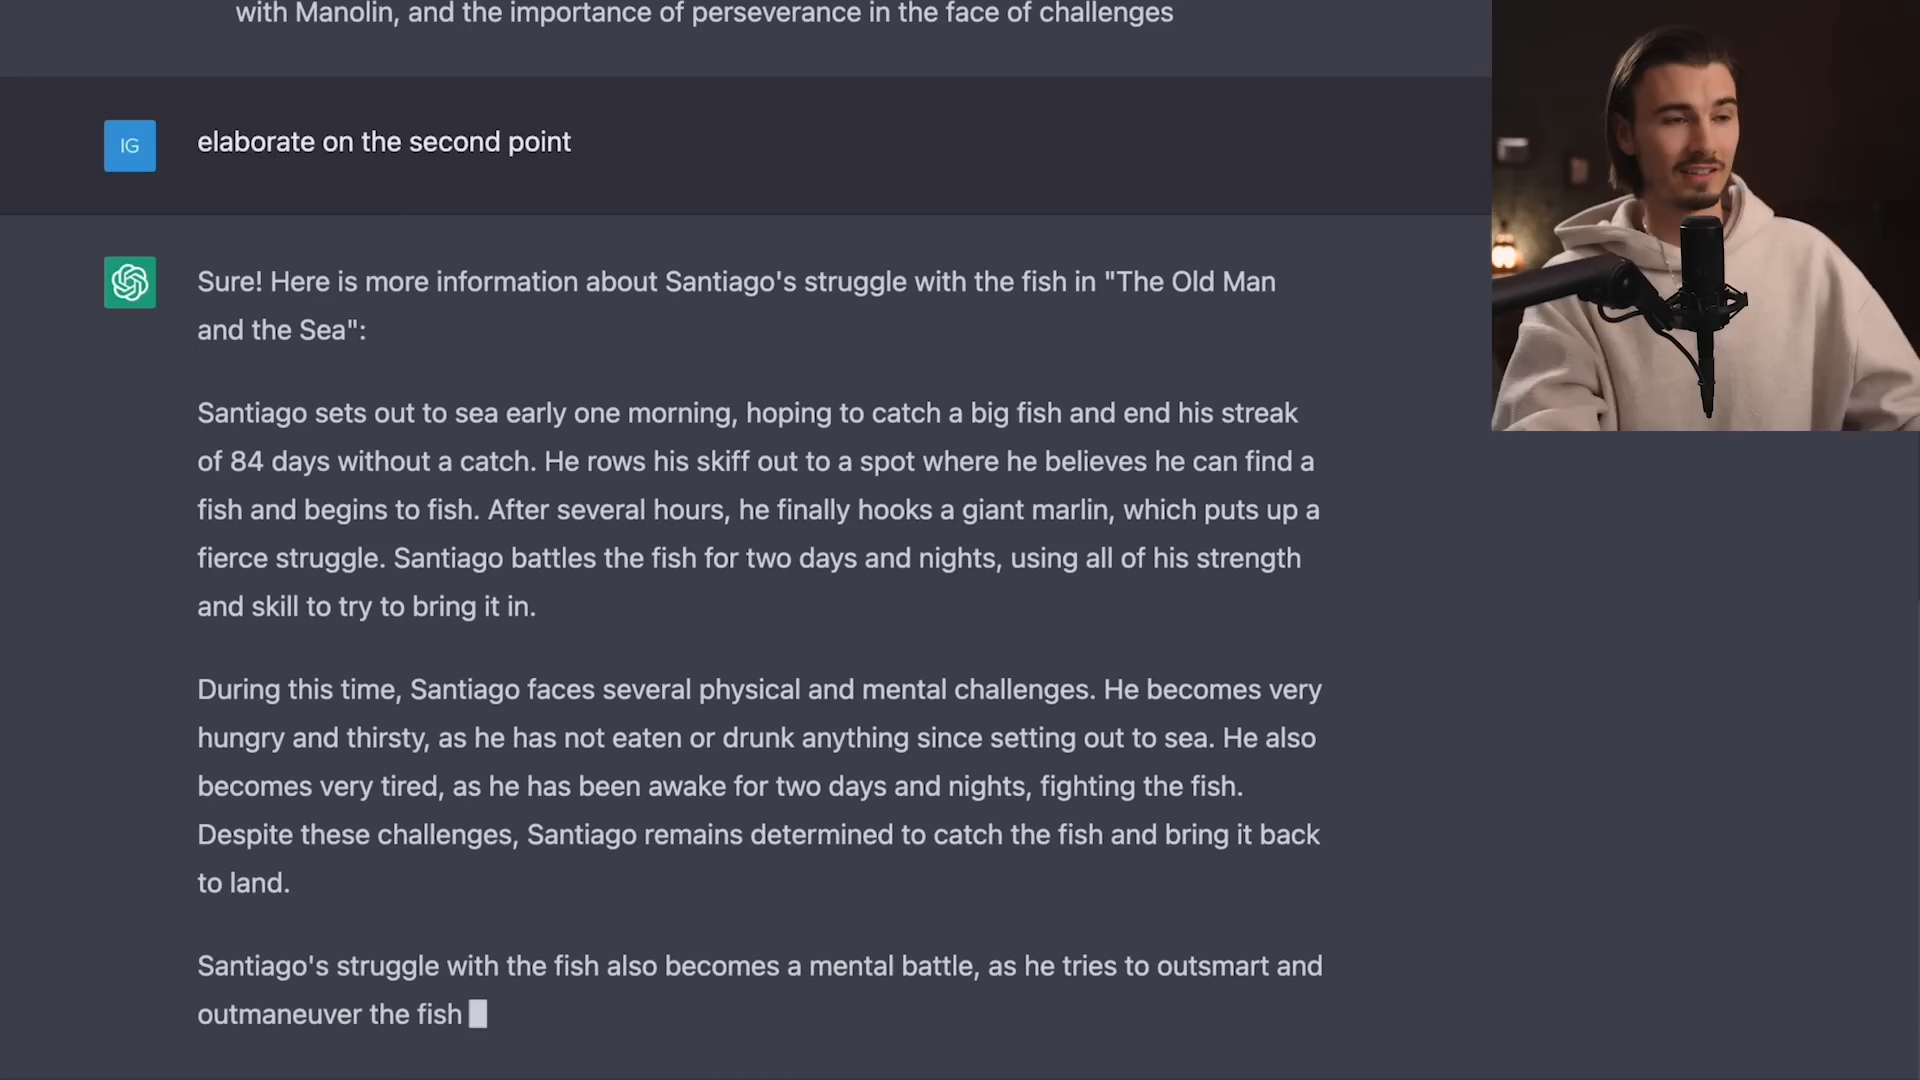 with Manolin, and the importance of perseverance in the face of challenges
IG
elaborate on the second point
Sure! Here is more information about Santiago's struggle with the fish in "The Old Man
and the Sea":
Santiago sets out to sea early one morning, hoping to catch a big fish and end his streak
of 84 days without a catch. He rows his skiff out to a spot where he believes he can find a
fish and begins to fish. After several hours, he finally hooks a giant marlin, which puts up a
fierce struggle. Santiago battles the fish for two days and nights, using all of his strength
and skill to try to bring it in.
During this time, Santiago faces several physical and mental challenges. He becomes very
hungry and thirsty, as he has not eaten or drunk anything since setting out to sea. He also
becomes very tired, as he has been awake for two days and nights, fighting the fish.
Despite these challenges, Santiago remains determined to catch the fish and bring it back
to land.
Santiago's struggle with the fish also becomes a mental battle, as he tries to outsmart and
outmaneuver the fish